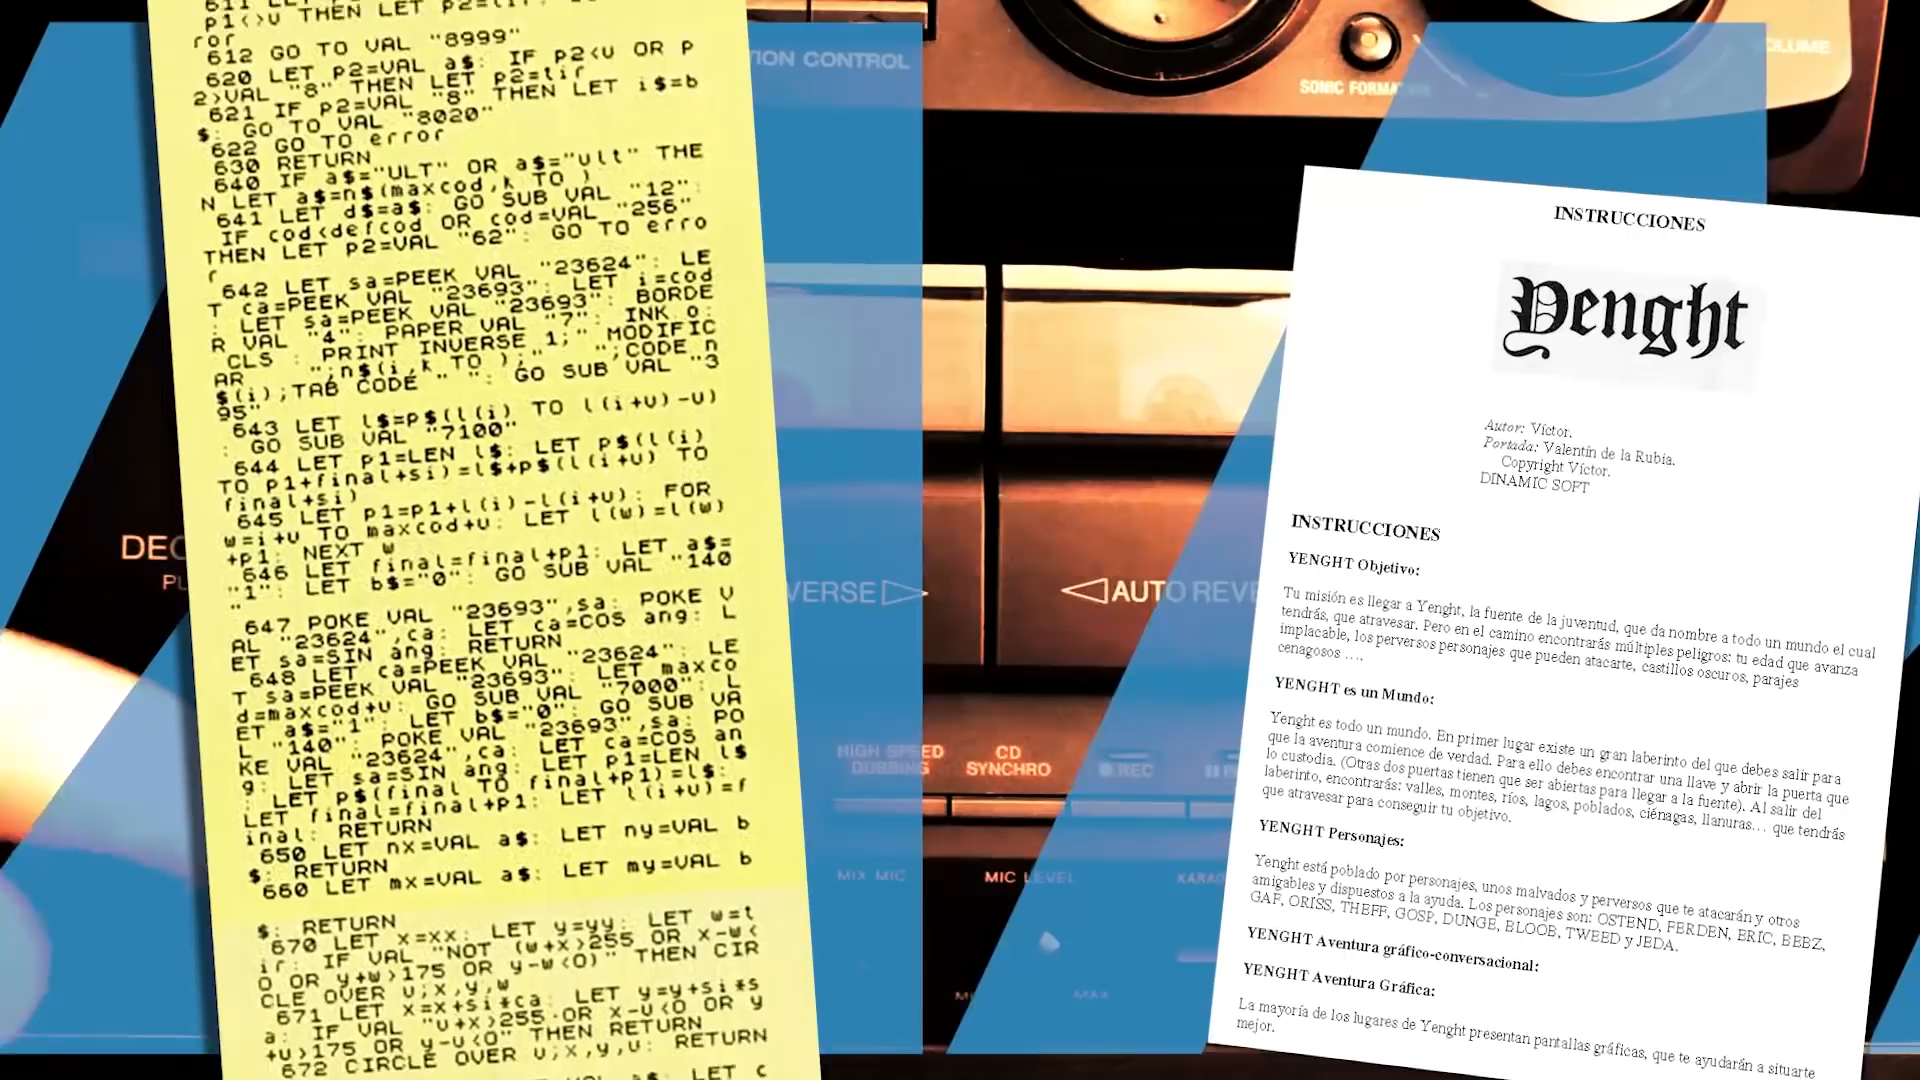 p1<>u THEN LET p2=tir:
ror
612 GO TO VAL "8999"
620 LET p2=VAL a$: IF p2<u OR p
2>VAL "8" THEN LET p2=tir
621 IF p2=VAL "8" THEN LET i$=b
$: GO TO VAL "8020"
622 GO TO error
630 RETURN
640 IF a$="ULT" OR a$="ult" THE
N LET a$=n$(maxcod,k TO )
641 LET d$=a$: GO SUB VAL "12":
IF cod<defcod OR cod=VAL "256"
THEN LET p2=VAL "62": GO TO erro
r
642 LET sa=PEEK VAL "23624": LE
T ca=PEEK VAL "23693": LET i=cod
: LET sa=PEEK VAL "23693": BORDE
R VAL "4": PAPER VAL "7": INK o:
CLS : PRINT INVERSE 1;" MODIFIC
AR ";n$(i,k TO );" ";CODE n
$(i);TAB CODE " ": GO SUB VAL "3
95"
643 LET l$=p$(l(i) TO l(i+u)-u)
: GO SUB VAL "7100"
644 LET p1=LEN l$: LET p$(l(i)
TO p1+final+si)=l$+p$(l(i+u) TO
final+si)
645 LET p1=p1+l(i)-l(i+u): FOR
w=i+u TO maxcod+u: LET l(w)=l(w)
+p1: NEXT w
646 LET final=final+p1: LET a$=
"1": LET b$="0": GO SUB VAL "140
"
647 POKE VAL "23693",sa: POKE V
AL "23624",ca: LET ca=COS ang: L
ET sa=SIN ang: RETURN
648 LET ca=PEEK VAL "23624": LE
T sa=PEEK VAL "23693": LET maxco
d=maxcod+u: GO SUB VAL "7000": L
ET a$="1": LET b$="0": GO SUB VA
L "140": POKE VAL "23693",sa: PO
KE VAL "23624",ca: LET ca=COS an
g: LET sa=SIN ang: LET p1=LEN l$
: LET p$(final TO final+p1)=l$:
LET final=final+p1: LET l(i+u)=f
inal: RETURN
650 LET nx=VAL a$: LET ny=VAL b
$: RETURN
660 LET mx=VAL a$: LET my=VAL b
$: RETURN
670 LET x=xx: LET y=yy: LET w=t
ir: IF VAL "NOT (w+x>255 OR x-w<
O OR y+w>175 OR y-w<0)" THEN CIR
CLE OVER u;x,y,w
671 LET x=x+si*ca: LET y=y+si*s
a: IF VAL "u+x>255 OR x-u<0 OR y
+u>175 OR y-u<0" THEN RETURN
672 CIRCLE OVER u;x,y,u: RETURN
VAL a$: LET c
TION CONTROL
SONIC FORMA
OLUME
DEC
PL
VERSE
AUTO REVE
HIGH SPEED
DUBBING
CD
SYNCHRO
REC
MIX MIC
MIC LEVEL
KARAO
MAX
INSTRUCCIONES
Yenght
Autor: Víctor.
Portada: Valentín de la Rubia.
Copyright Víctor.
DINAMIC SOFT
INSTRUCCIONES
YENGHT Objetivo:
Tu misión es llegar a Yenght, la fuente de la juventud, que da nombre a todo un mundo el cual
tendrás, que atravesar. Pero en el camino encontrarás múltiples peligros: tu edad que avanza
implacable, los perversos personajes que pueden atacarte, castillos oscuros, parajes
cenagosos ....
YENGHT es un Mundo:
Yenght es todo un mundo. En primer lugar existe un gran laberinto del que debes salir para
que la aventura comience de verdad. Para ello debes encontrar una llave y abrir la puerta que
lo custodia. (Otras dos puertas tienen que ser abiertas para llegar a la fuente). Al salir del
laberinto, encontrarás: valles, montes, ríos, lagos, poblados, ciénagas, llanuras... que tendrás
que atravesar para conseguir tu objetivo.
YENGHT Personajes:
Yenght está poblado por personajes, unos malvados y perversos que te atacarán y otros
amigables y dispuestos a la ayuda. Los personajes son: OSTEND, FERDEN, ERIC, BEBZ,
GAF, ORISS, THEFF, GOSP, DUNGE, BLOOB, TWEED y JEDA.
YENGHT Aventura gráfico-conversacional:
YENGHT Aventura Gráfica:
La mayoría de los lugares de Yenght presentan pantallas gráficas, que te ayudarán a situarte
mejor.